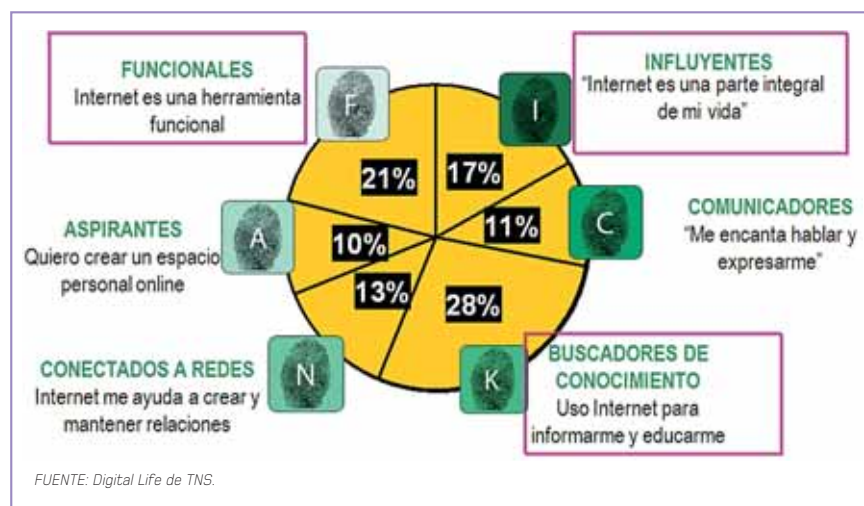 FUNCIONALES
Internet es una herramienta
funcional
F
21%
INFLUYENTES
"Internet es una parte integral
de mi vida"
I
17%
ASPIRANTES
Quiero crear un espacio
personal online
A
10%
COMUNICADORES
"Me encanta hablar y
expresarme"
C
11%
CONECTADOS A REDES
Internet me ayuda a crear y
mantener relaciones
N
13%
BUSCADORES DE
CONOCIMIENTO
Uso Internet para
informarme y educarme
K
28%
FUENTE: Digital Life de TNS.